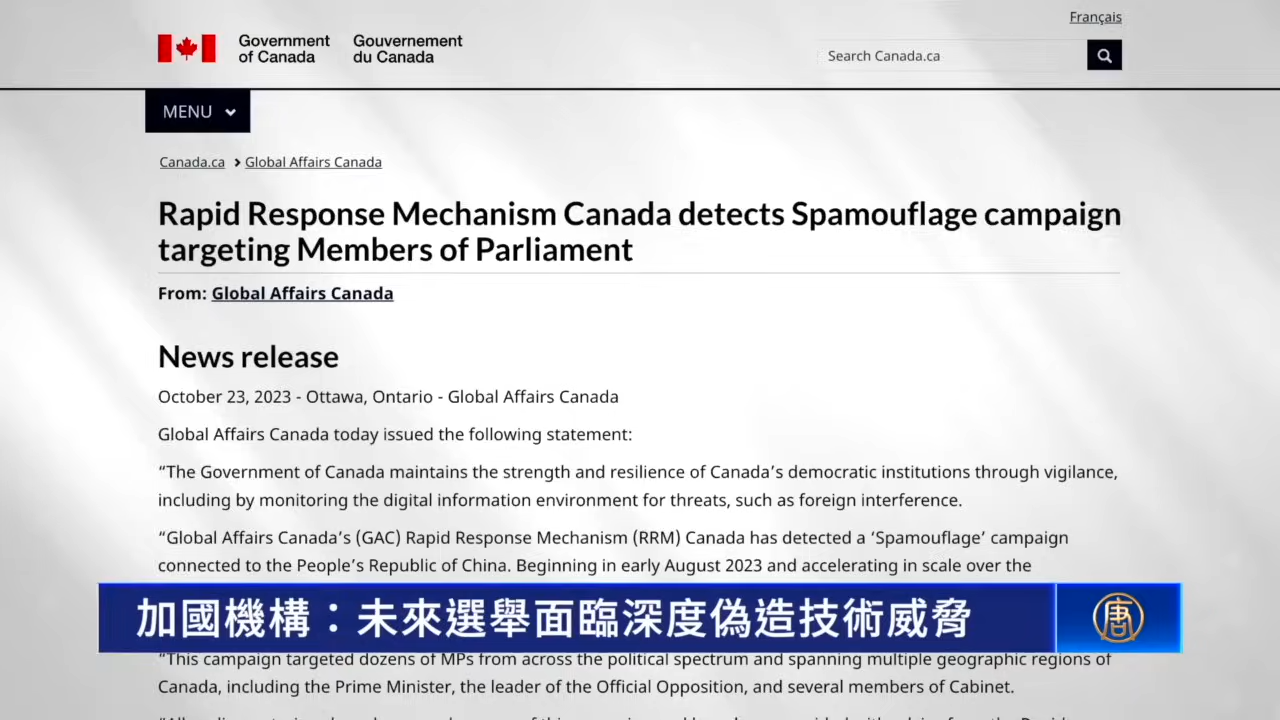 Français
Government
of Canada
Gouvernement
du Canada
Search Canada.ca
MENU
Canada.ca > Global Affairs Canada
Rapid Response Mechanism Canada detects Spamouflage campaign
targeting Members of Parliament
From: Global Affairs Canada
News release
October 23, 2023 - Ottawa, Ontario - Global Affairs Canada
Global Affairs Canada today issued the following statement:
“The Government of Canada maintains the strength and resilience of Canada’s democratic institutions through vigilance,
including by monitoring the digital information environment for threats, such as foreign interference.
“Global Affairs Canada’s (GAC) Rapid Response Mechanism (RRM) Canada has detected a ‘Spamouflage’ campaign
connected to the People’s Republic of China. Beginning in early August 2023 and accelerating in scale over the
加國機構：未來選舉面臨深度偽造技術威脅
唐
“This campaign targeted dozens of MPs from across the political spectrum and spanning multiple geographic regions of
Canada, including the Prime Minister, the leader of the Official Opposition, and several members of Cabinet.